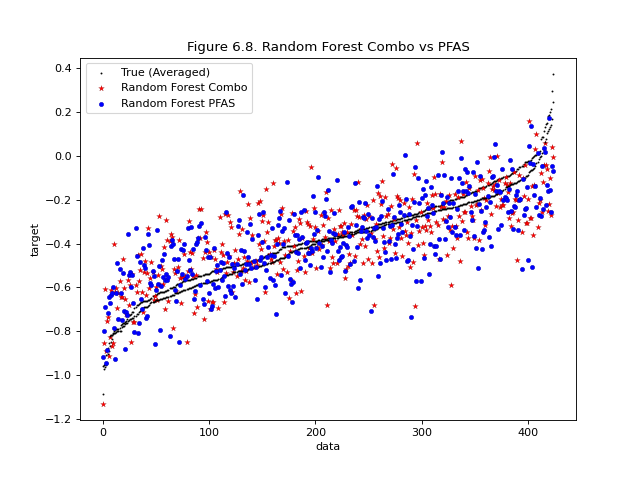 Figure 6.8. Random Forest Combo vs PFAS
True (Averaged)
Random Forest Combo
Random Forest PFAS
0.4
0.2
0.0
−0.2
−0.4
−0.6
−0.8
−1.0
−1.2
target
0 100 200 300 400
data